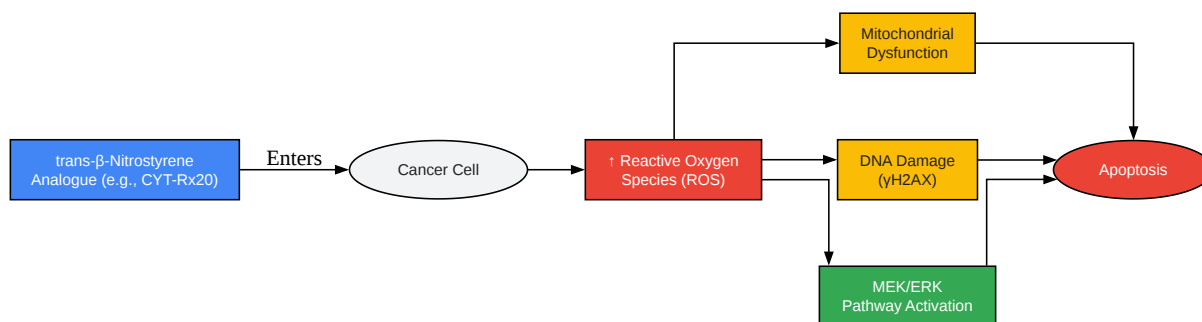 trans-β-Nitrostyrene
Analogue (e.g., CYT-Rx20)
Enters
Cancer Cell
↑ Reactive Oxygen
Species (ROS)
Mitochondrial
Dysfunction
DNA Damage
(γH2AX)
MEK/ERK
Pathway Activation
Apoptosis